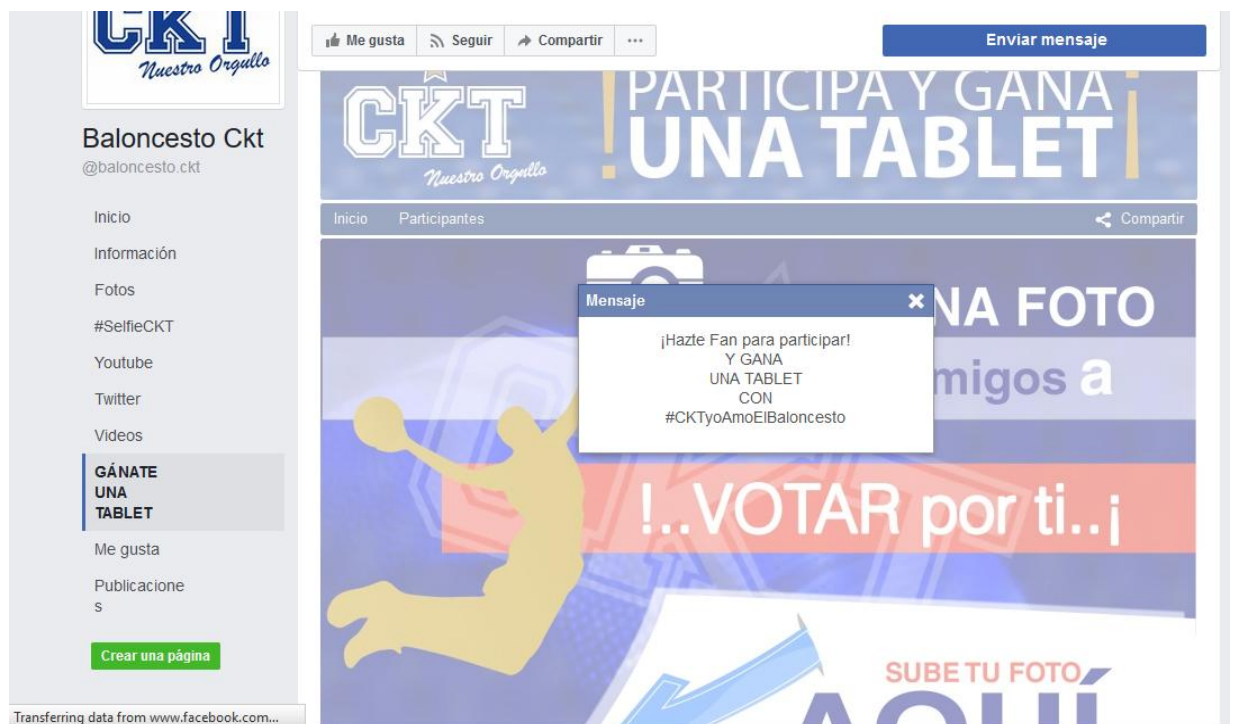 CKT
Nuestro Orgullo
Baloncesto Ckt
@baloncesto.ckt
Inicio
Información
Fotos
#SelfieCKT
Youtube
Twitter
Videos
GÁNATE
UNA
TABLET
Me gusta
Publicacione
s
Crear una página
Me gusta Seguir Compartir ...
Enviar mensaje
CKT
Nuestro Orgullo
!PARTICIPA Y GANA¡
UNA TABLET
Inicio Participantes Compartir
NA FOTO
migos a
!..VOTAR por ti..¡
SUBE TU FOTO
AQUÍ
Mensaje
¡Hazte Fan para participar!
Y GANA
UNA TABLET
CON
#CKTyoAmoElBaloncesto
Transferring data from www.facebook.com...